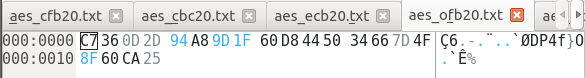 aes_cfb20.txt aes_cbc20.txt aes_ecb20.txt aes_ofb20.txt
000:0000 C7 36 0D 2D 94 A8 9D 1F 60 D8 44 50 34 66 7D 4F Ç6.-.¨..`ØDP4f}O
000:0010 8F 60 CA 25 .`Ê%